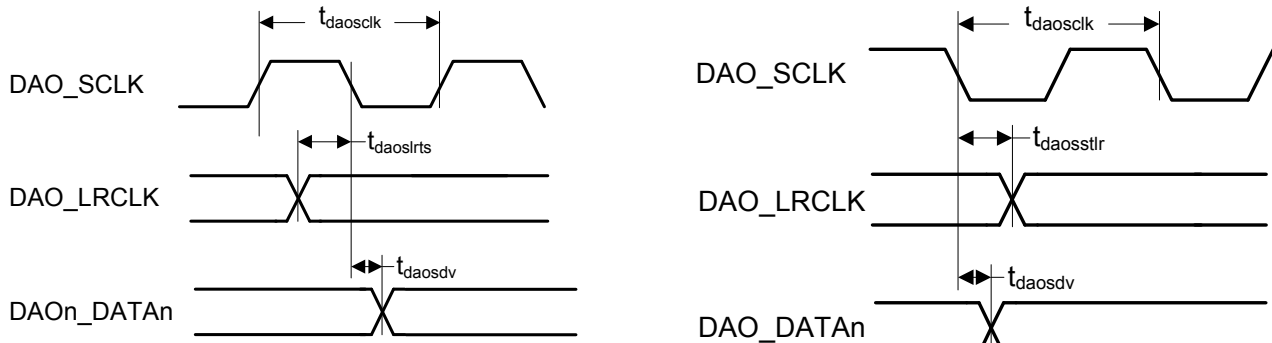 t_daosclk
DAO_SCLK
t_daoslrts
DAO_LRCLK
t_daosdv
DAOn_DATAn
t_daosclk
DAO_SCLK
t_daosstlr
DAO_LRCLK
t_daosdv
DAO_DATAn